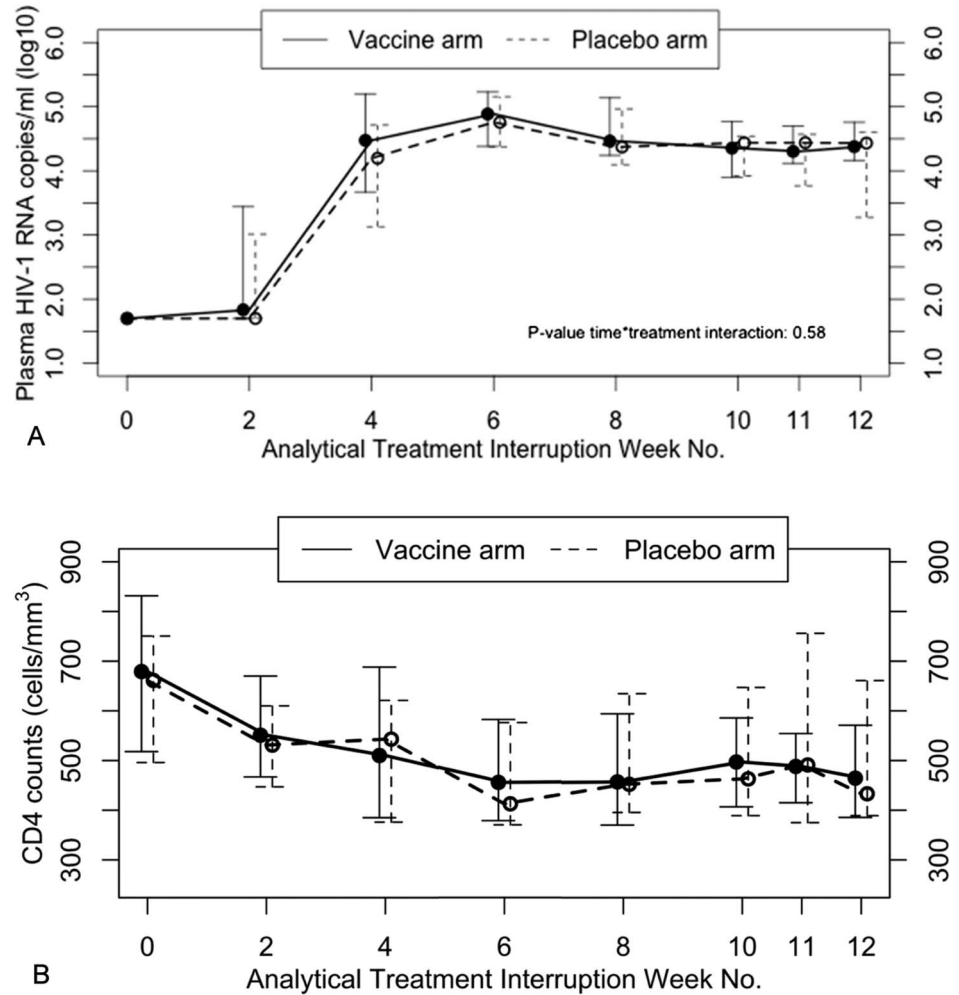 Vaccine arm Placebo arm
Plasma HIV-1 RNA copies/ml (log10)
6.0 6.0
5.0 5.0
4.0 4.0
3.0 3.0
2.0 2.0
1.0 1.0
P-value time*treatment interaction: 0.58
0 2 4 6 8 10 11 12
A
Analytical Treatment Interruption Week No.
Vaccine arm Placebo arm
CD4 counts (cells/mm³)
900 900
700 700
500 500
300 300
0 2 4 6 8 10 11 12
B
Analytical Treatment Interruption Week No.